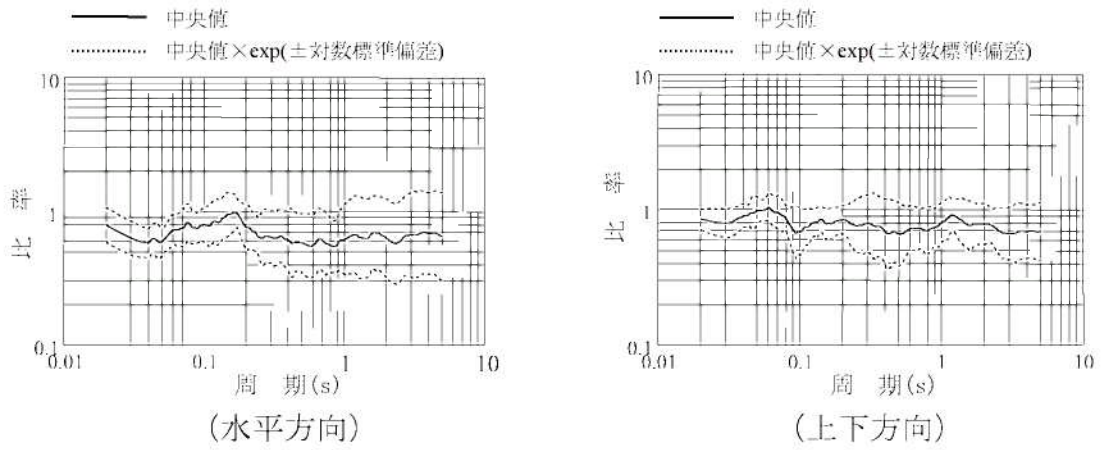 中央値
中央値×exp(±対数標準偏差)
10
1
0.1
比 率
0.01 0.1 1 10
周 期(s)
(水平方向)
中央値
中央値×exp(±対数標準偏差)
10
1
0.1
比 率
0.01 0.1 1 10
周 期(s)
(上下方向)